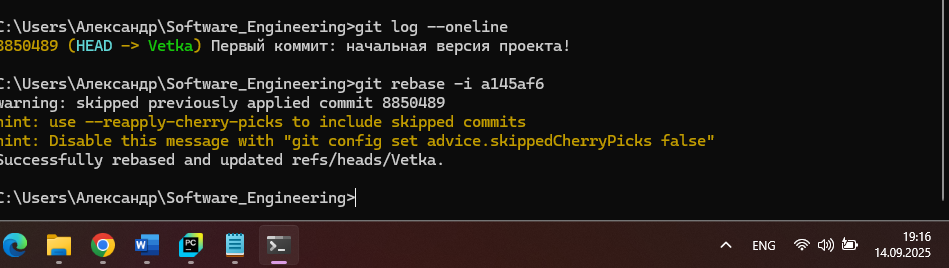 C:\Users\Александр\Software_Engineering>git log --oneline
8850489 (HEAD -> Vetka) Первый коммит: начальная версия проекта!
C:\Users\Александр\Software_Engineering>git rebase -i a145af6
warning: skipped previously applied commit 8850489
hint: use --reapply-cherry-picks to include skipped commits
hint: Disable this message with "git config set advice.skippedCherryPicks false"
Successfully rebased and updated refs/heads/Vetka.
C:\Users\Александр\Software_Engineering>
W
PC
ENG
19:16
14.09.2025